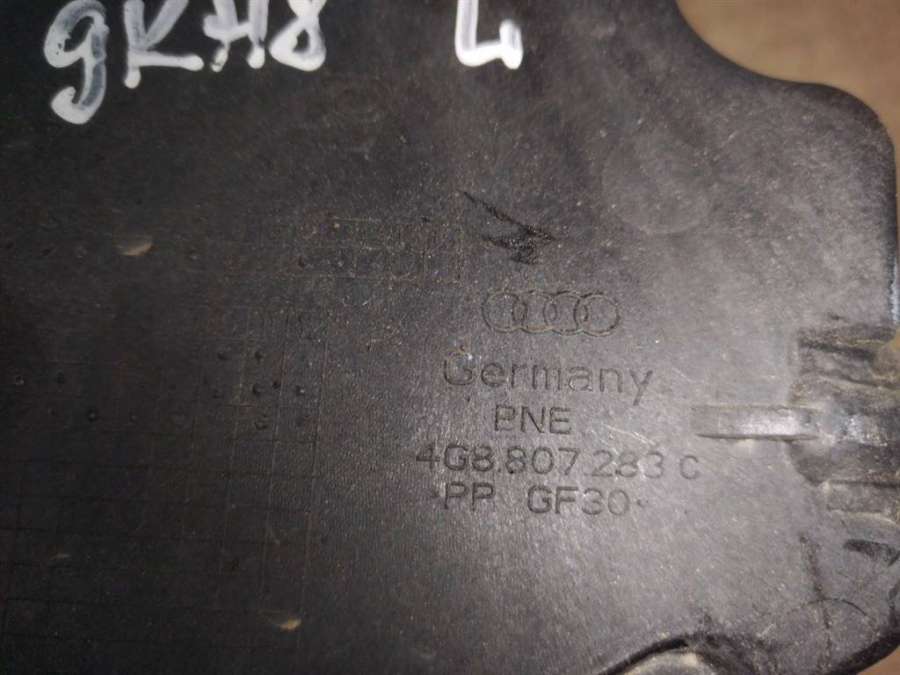 9KH8 L
Germany
PNE
4G8.807.283 C
PP GF30